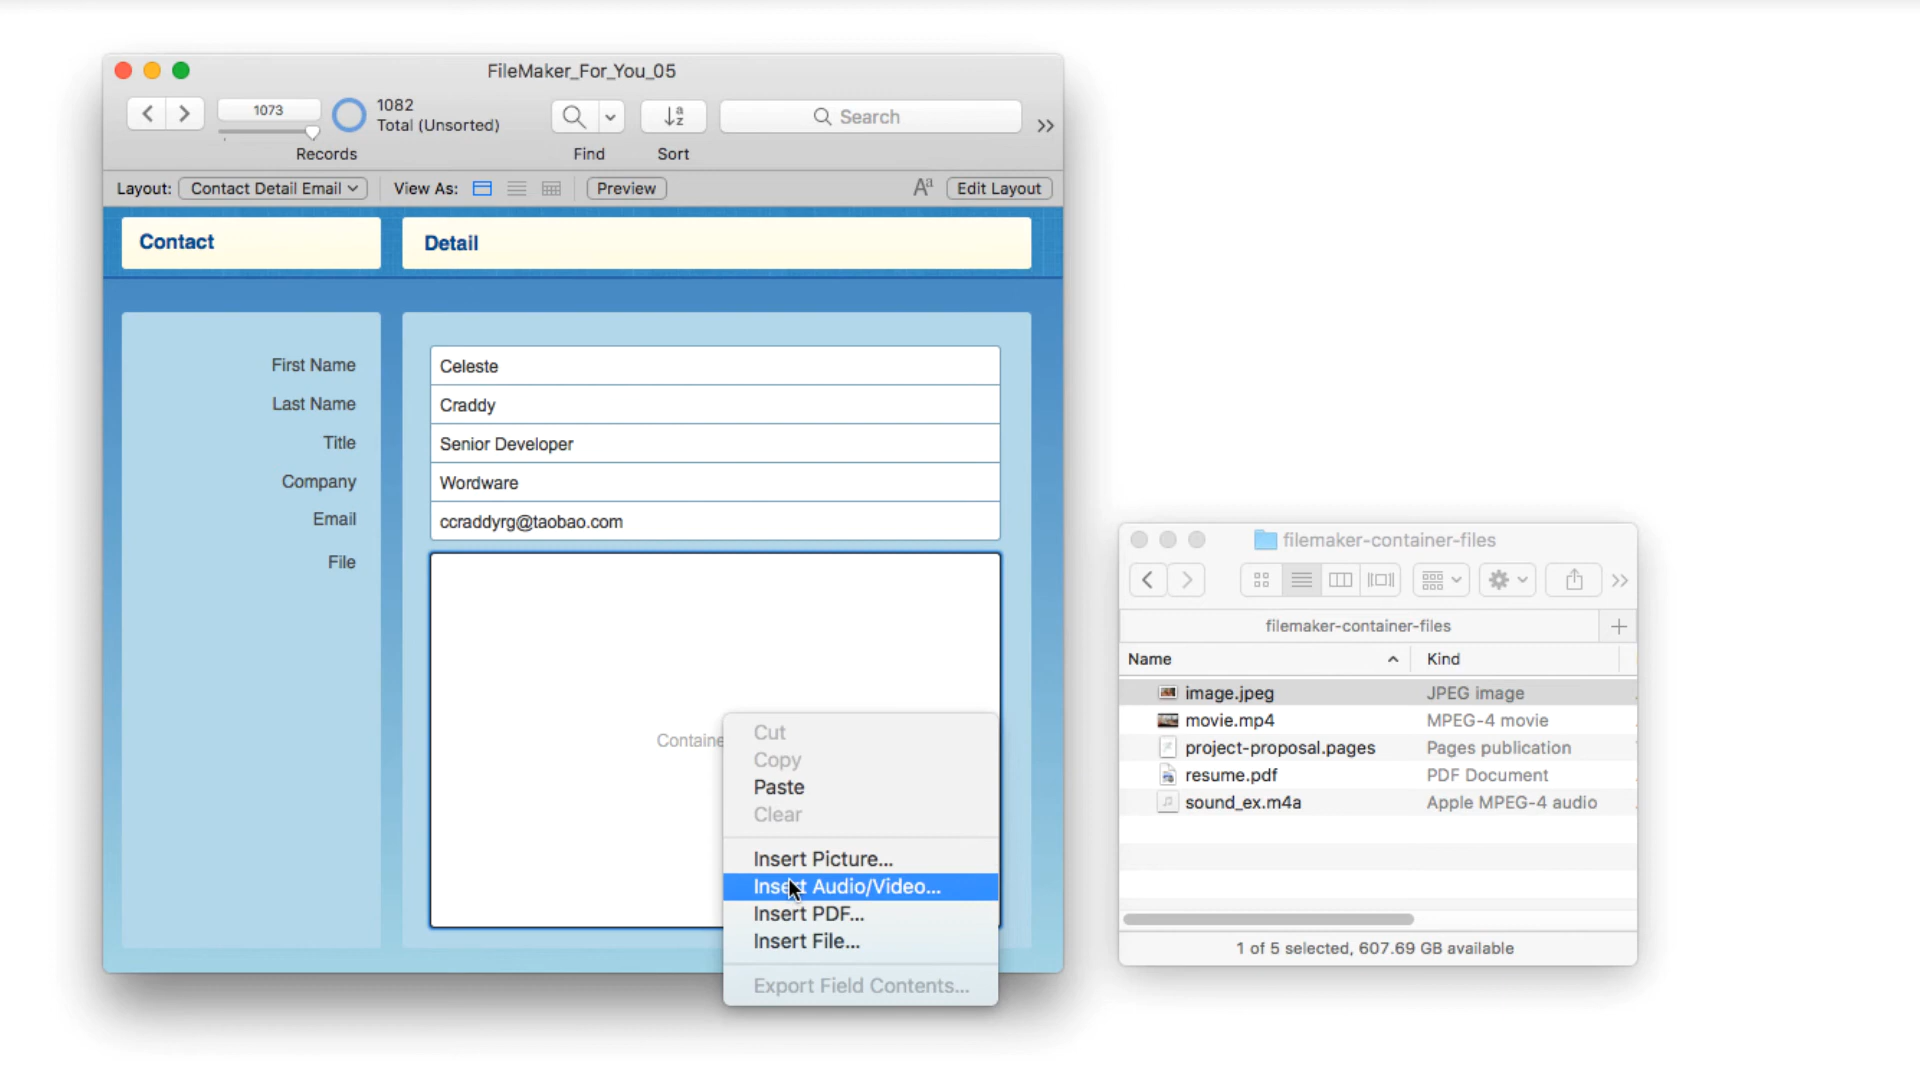 FileMaker_For_You_05
1073
1082
Total (Unsorted)
Search
Records
Find
Sort
Layout:
Contact Detail Email
View As:
Preview
Aa
Edit Layout
Contact
Detail
First Name
Celeste
Last Name
Craddy
Title
Senior Developer
Company
Wordware
Email
ccraddyrg@taobao.com
File
Cut
Copy
Paste
Clear
Insert Picture...
Insert Audio/Video...
Insert PDF...
Insert File...
Export Field Contents...
filemaker-container-files
filemaker-container-files
Name
Kind
image.jpeg
JPEG image
movie.mp4
MPEG-4 movie
project-proposal.pages
Pages publication
resume.pdf
PDF Document
sound_ex.m4a
Apple MPEG-4 audio
1 of 5 selected, 607.69 GB available